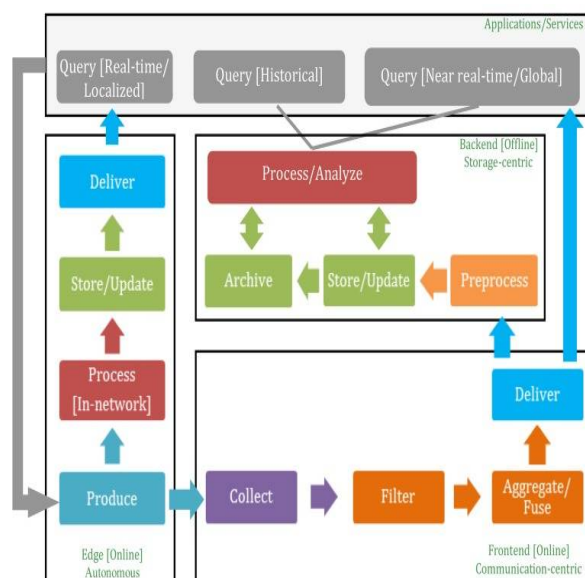 Applications/Services
Query [Real-time/
Localized]
Query [Historical]
Query [Near real-time/Global]
Backend [Offline]
Storage-centric
Deliver
Process/Analyze
Store/Update
Archive
Store/Update
Preprocess
Process
[In-network]
Deliver
Produce
Collect
Filter
Aggregate/
Fuse
Edge [Online]
Autonomous
Frontend [Online]
Communication-centric